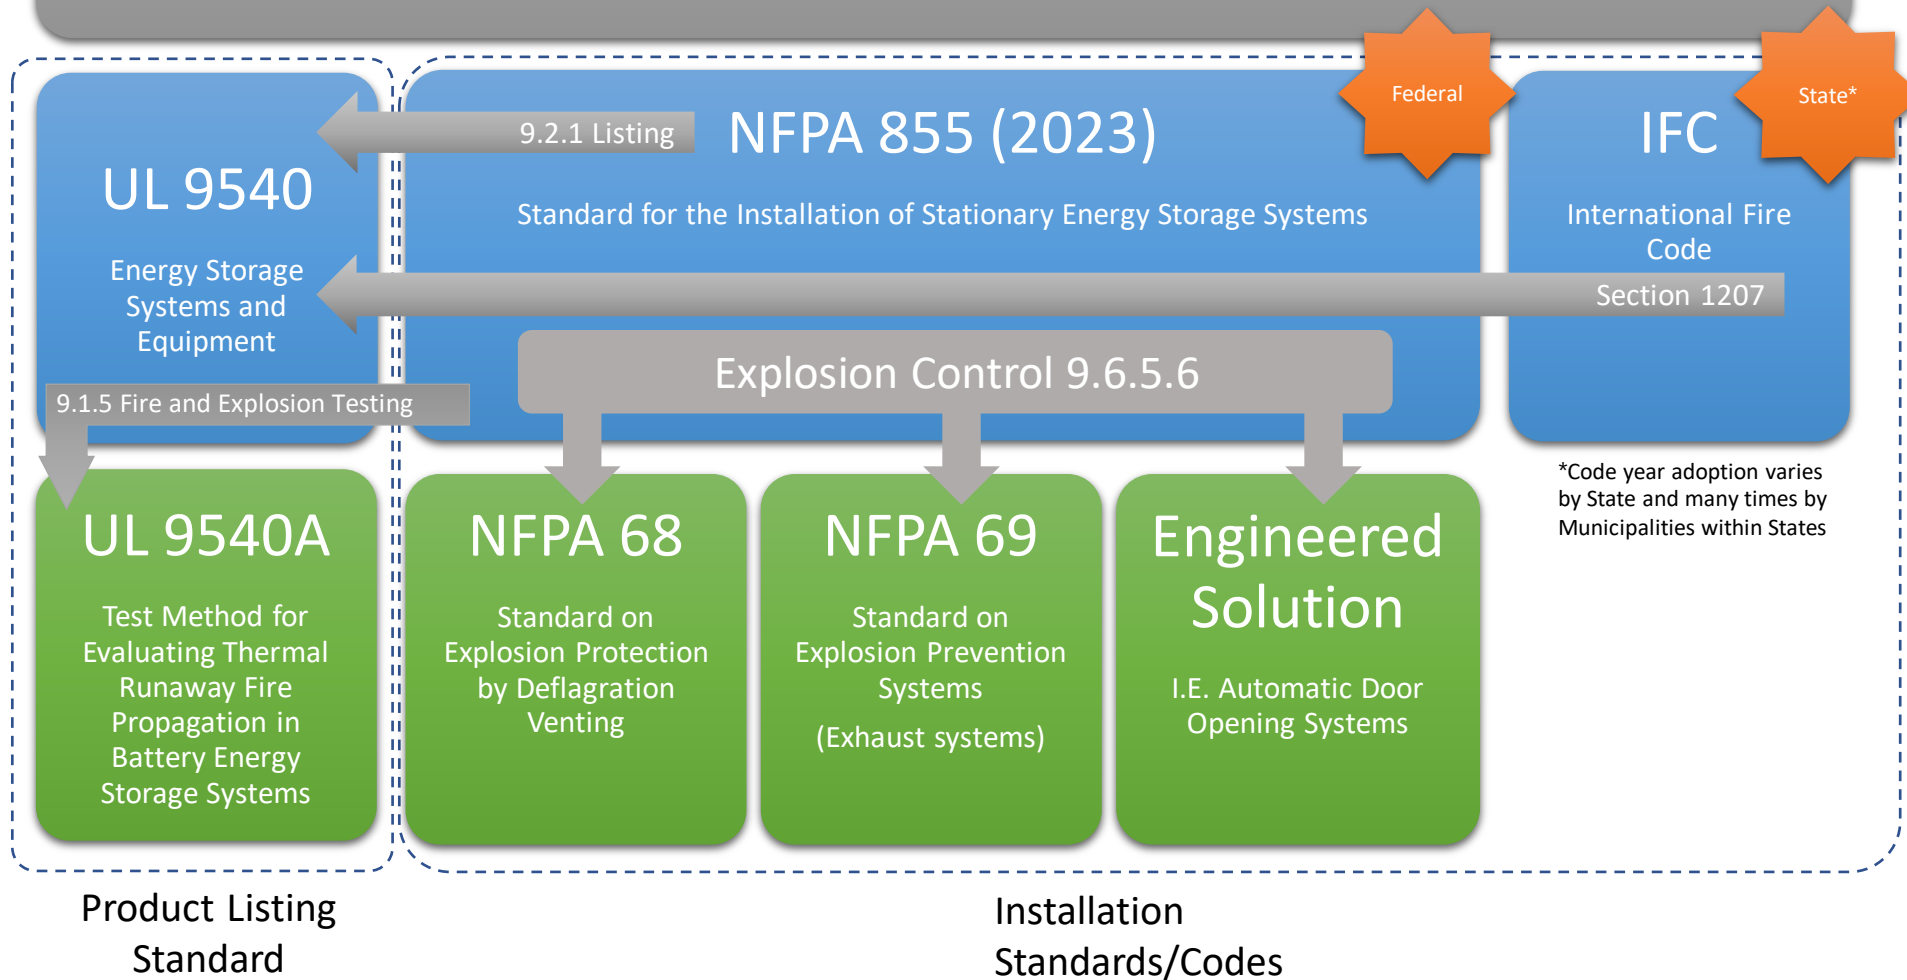 Federal
State*
9.2.1 Listing
NFPA 855 (2023)
IFC
UL 9540
Standard for the Installation of Stationary Energy Storage Systems
International Fire
Code
Energy Storage
Systems and
Equipment
Section 1207
Explosion Control 9.6.5.6
9.1.5 Fire and Explosion Testing
*Code year adoption varies
by State and many times by
Municipalities within States
UL 9540A
Test Method for
Evaluating Thermal
Runaway Fire
Propagation in
Battery Energy
Storage Systems
NFPA 68
Standard on
Explosion Protection
by Deflagration
Venting
NFPA 69
Standard on
Explosion Prevention
Systems
(Exhaust systems)
Engineered
Solution
I.E. Automatic Door
Opening Systems
Product Listing
Standard
Installation
Standards/Codes